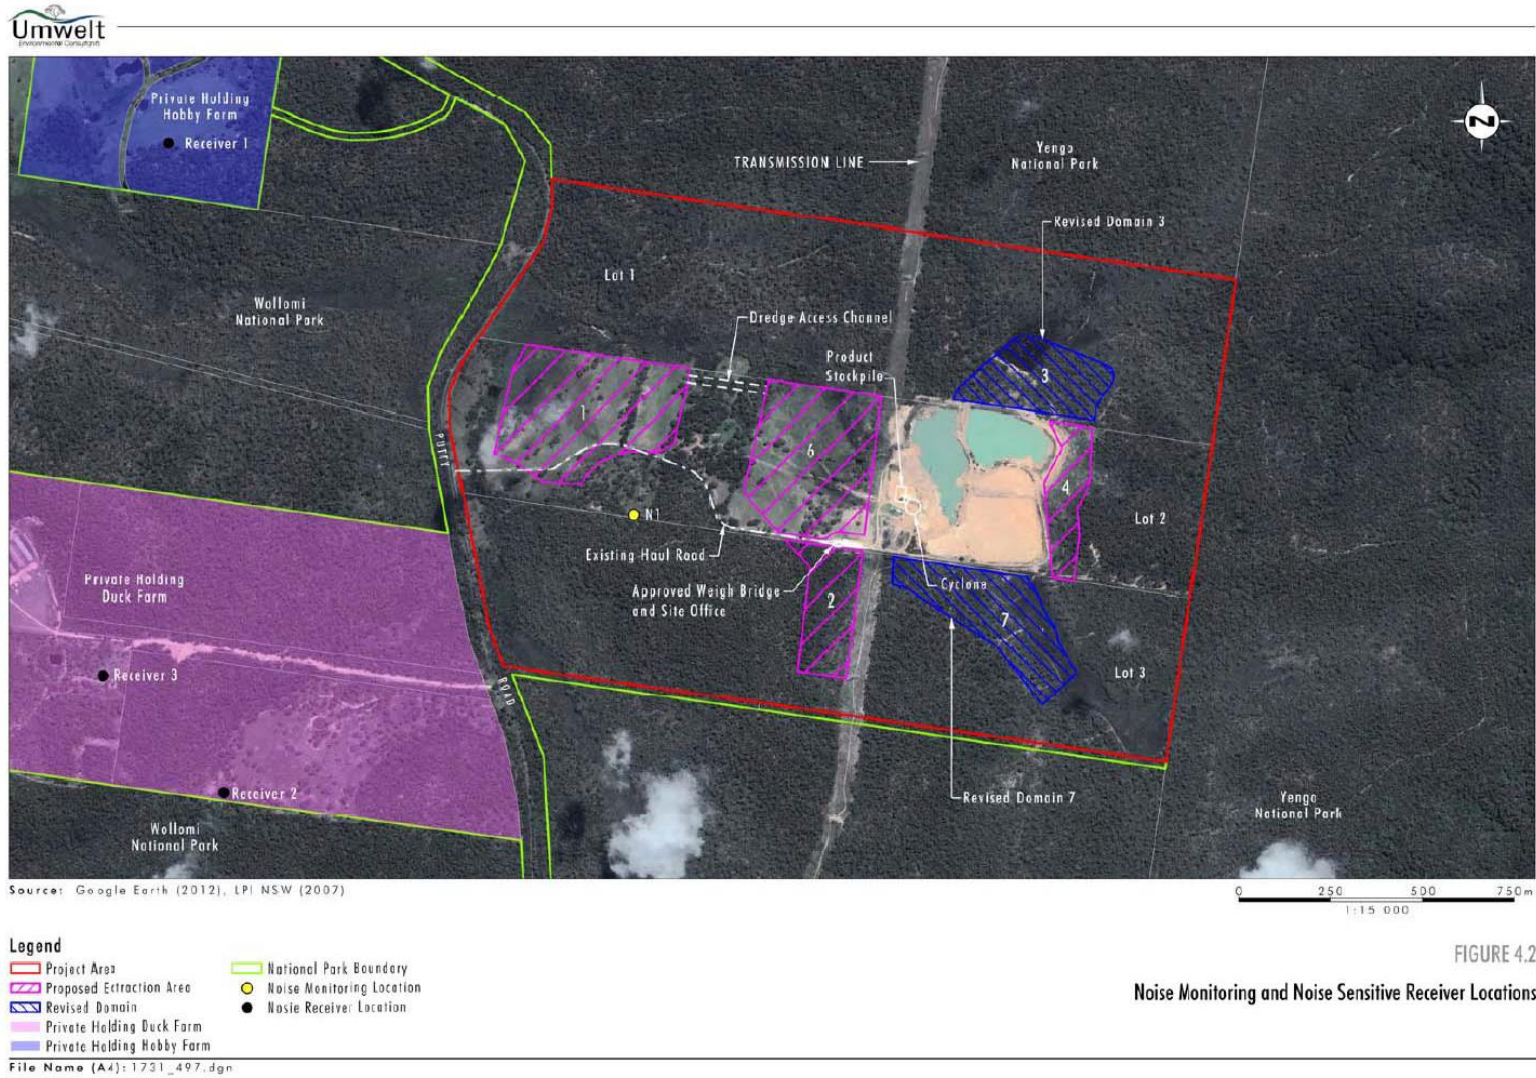 Umwelt
Environmental Consultants
Private Holding
Hobby Farm
Receiver 1
TRANSMISSION LINE
Yengo
National Park
N
Revised Domain 3
Lot 1
Wollomi
National Park
Dredge Access Channel
Product
Stockpile
3
1
6
PUTTY
4
Lot 2
N1
Existing Haul Road
Private Holding
Duck Farm
Approved Weigh Bridge
and Site Office
Cyclone
2
7
Lot 3
Receiver 3
ROAD
Receiver 2
Revised Domain 7
Yengo
National Park
Wollomi
National Park
Source: Google Earth (2012), LPI NSW (2007)
0 250 500 750m
1:15 000
Legend
Project Area
Proposed Extraction Area
Revised Domain
Private Holding Duck Farm
Private Holding Hobby Farm
National Park Boundary
Noise Monitoring Location
Nosie Receiver Location
FIGURE 4.2
Noise Monitoring and Noise Sensitive Receiver Locations
File Name (A4): 1731_497.dgn